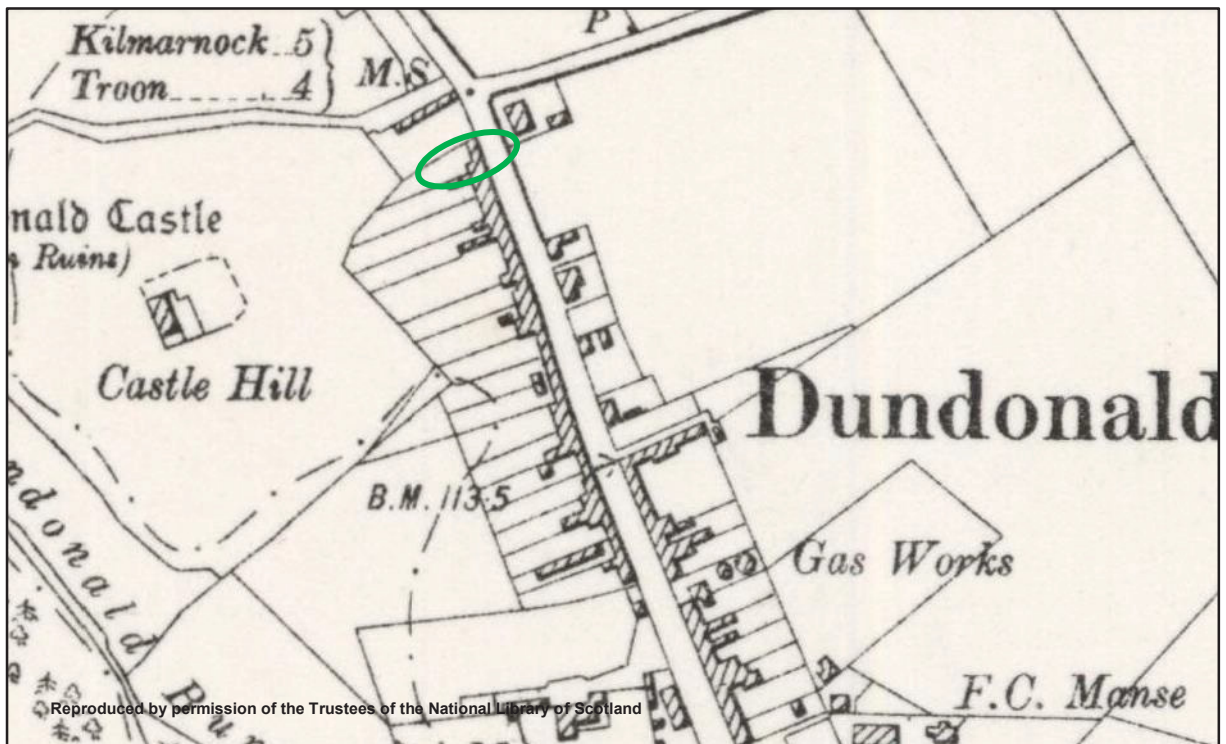 Kilmarnock 5
Troon 4
M.S
P
nald Castle
Ruins)
Castle Hill
Dundonald
B.M. 113·5
Gas Works
ndonald
F.C. Manse
Reproduced by permission of the Trustees of the National Library of Scotland